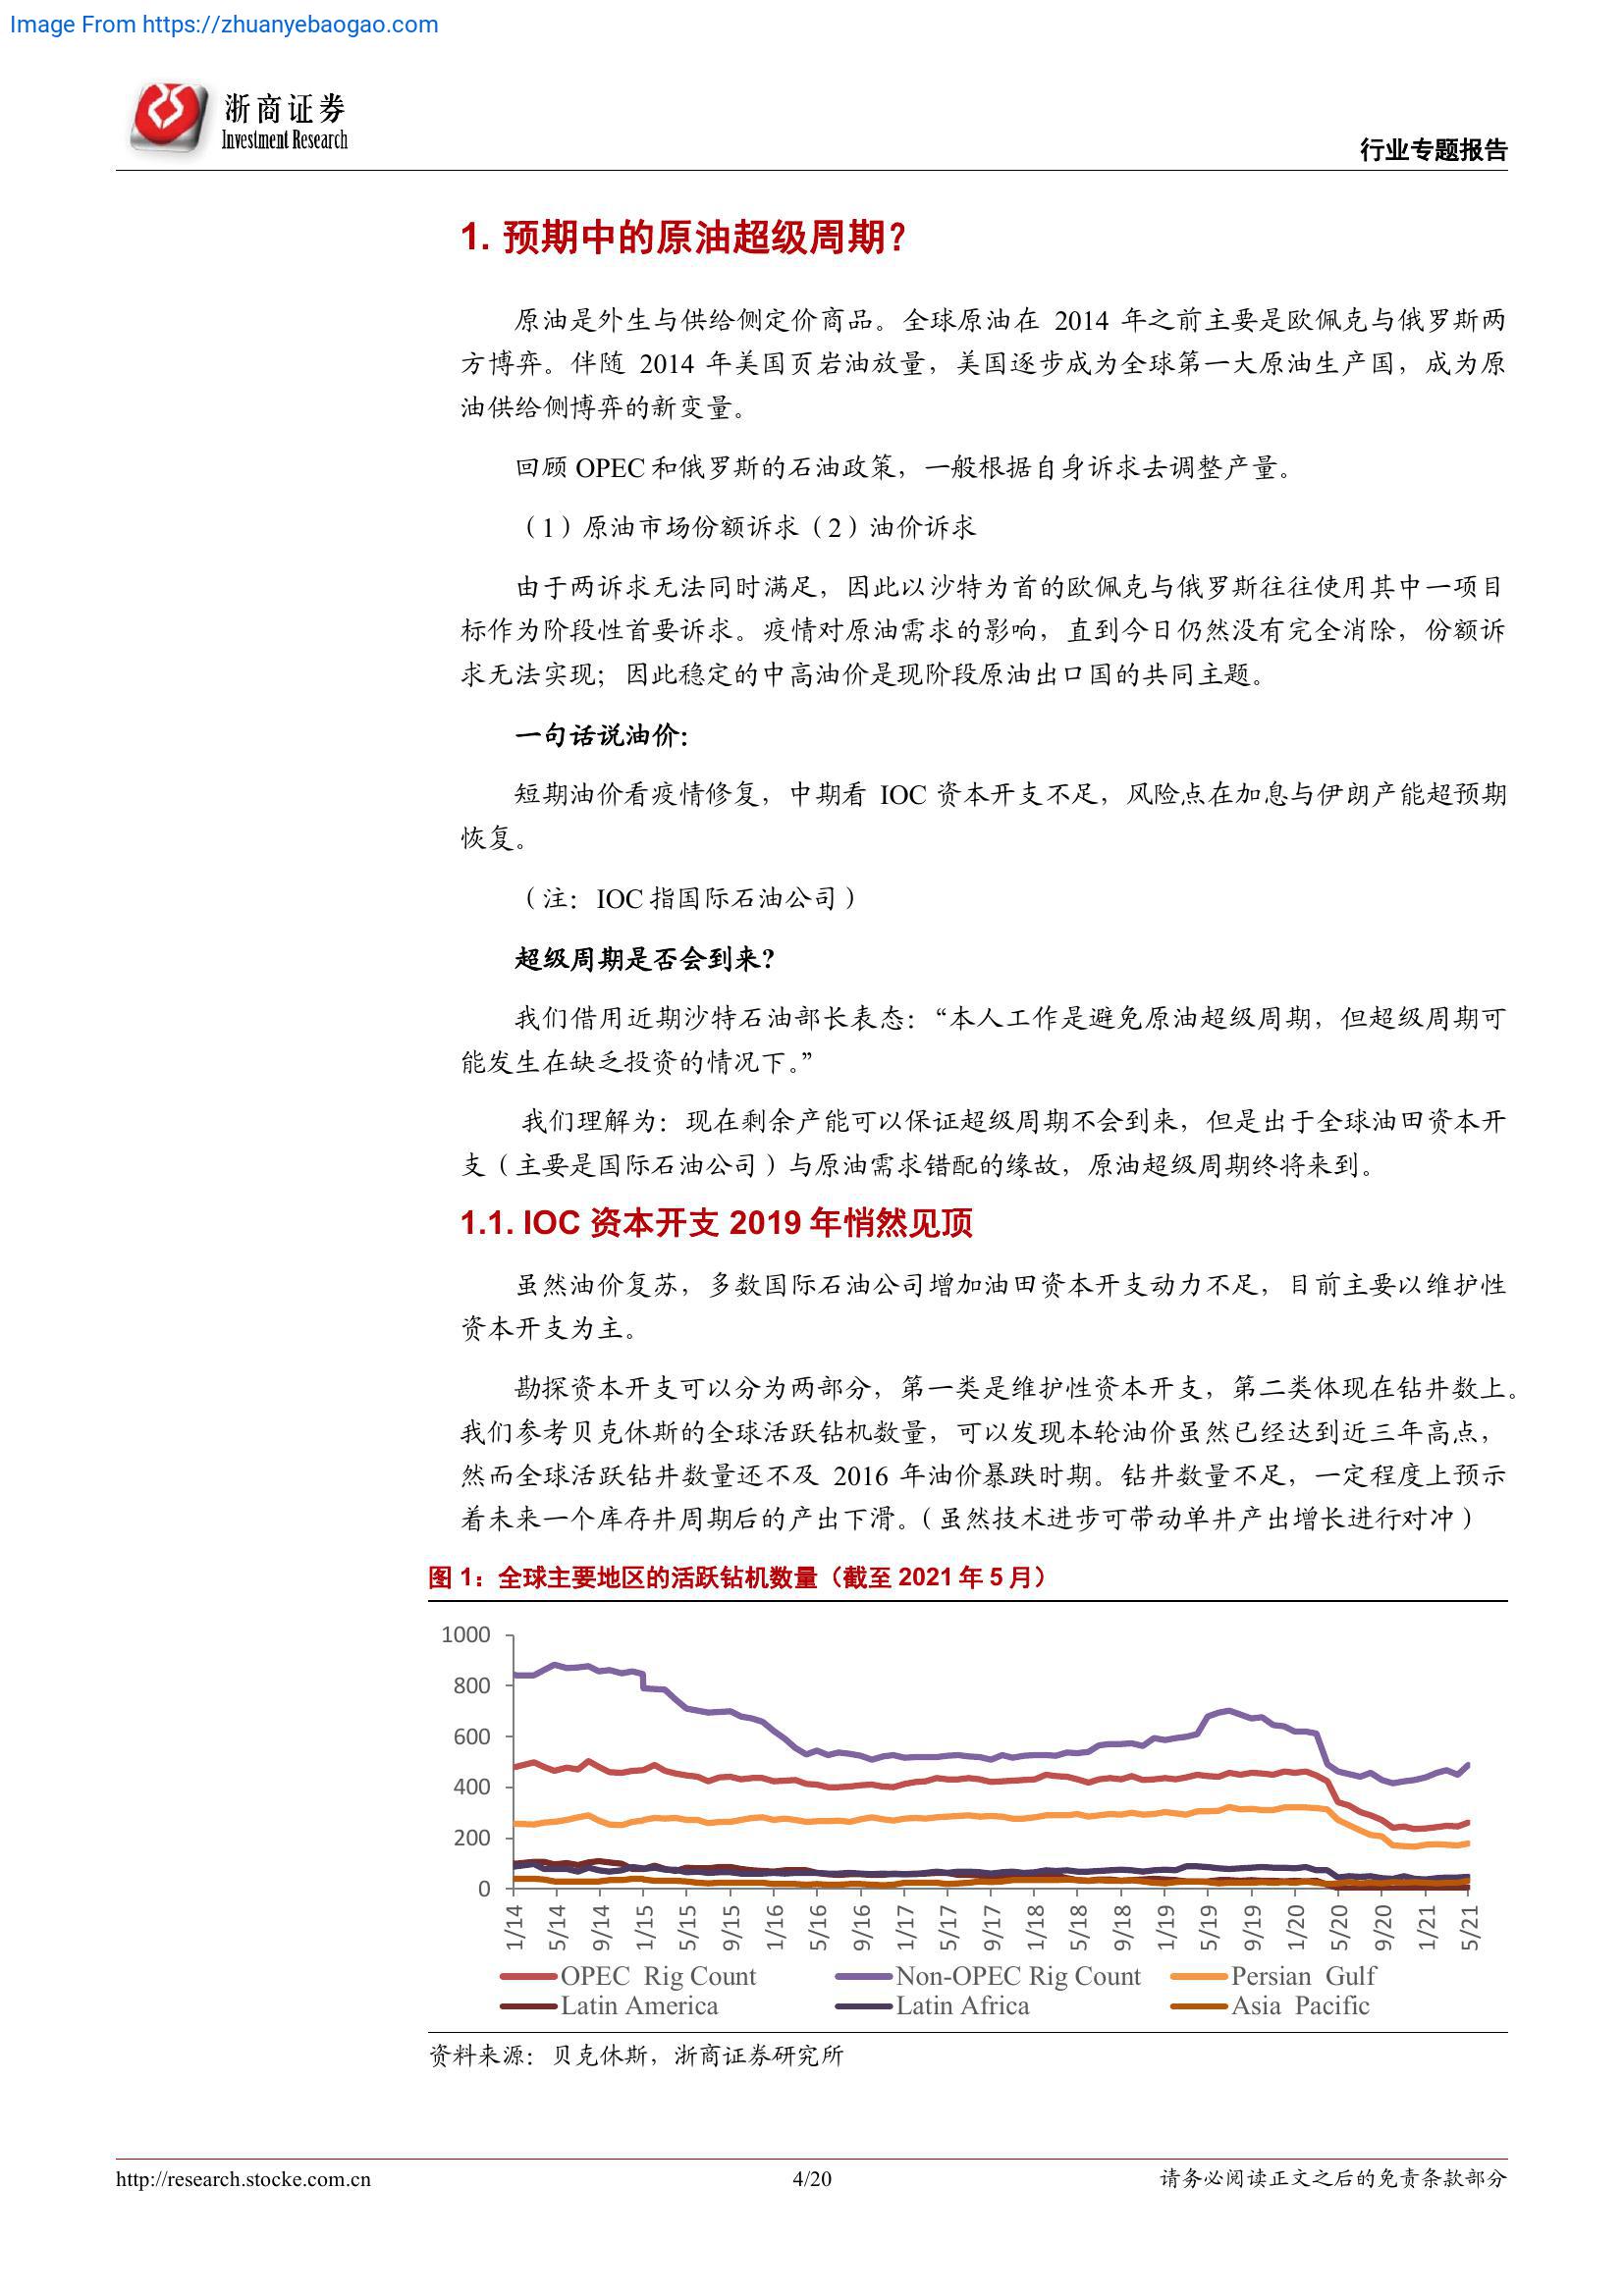 Image From https://zhuanyebaogao.com
浙商证券
Investment Research
行业专题报告
1. 预期中的原油超级周期？
原油是外生与供给侧定价商品。全球原油在 2014 年之前主要是欧佩克与俄罗斯两
方博弈。伴随 2014 年美国页岩油放量，美国逐步成为全球第一大原油生产国，成为原
油供给侧博弈的新变量。
回顾 OPEC 和俄罗斯的石油政策，一般根据自身诉求去调整产量。
（1）原油市场份额诉求（2）油价诉求
由于两诉求无法同时满足，因此以沙特为首的欧佩克与俄罗斯往往使用其中一项目
标作为阶段性首要诉求。疫情对原油需求的影响，直到今日仍然没有完全消除，份额诉
求无法实现；因此稳定的中高油价是现阶段原油出口国的共同主题。
一句话说油价：
短期油价看疫情修复，中期看 IOC 资本开支不足，风险点在加息与伊朗产能超预期
恢复。
（注：IOC 指国际石油公司）
超级周期是否会到来？
我们借用近期沙特石油部长表态：“本人工作是避免原油超级周期，但超级周期可
能发生在缺乏投资的情况下。”
我们理解为：现在剩余产能可以保证超级周期不会到来，但是出于全球油田资本开
支（主要是国际石油公司）与原油需求错配的缘故，原油超级周期终将来到。
1.1. IOC 资本开支 2019 年悄然见顶
虽然油价复苏，多数国际石油公司增加油田资本开支动力不足，目前主要以维护性
资本开支为主。
勘探资本开支可以分为两部分，第一类是维护性资本开支，第二类体现在钻井数上。
我们参考贝克休斯的全球活跃钻机数量，可以发现本轮油价虽然已经达到近三年高点，
然而全球活跃钻井数量还不及 2016 年油价暴跌时期。钻井数量不足，一定程度上预示
着未来一个库存井周期后的产出下滑。（虽然技术进步可带动单井产出增长进行对冲）
图 1：全球主要地区的活跃钻机数量（截至 2021 年 5 月）
1000
800
600
400
200
0
1/14 5/14 9/14 1/15 5/15 9/15 1/16 5/16 9/16 1/17 5/17 9/17 1/18 5/18 9/18 1/19 5/19 9/19 1/20 5/20 9/20 1/21 5/21
OPEC Rig Count Non-OPEC Rig Count Persian Gulf
Latin America Latin Africa Asia Pacific
资料来源：贝克休斯，浙商证券研究所
http://research.stocke.com.cn 4/20 请务必阅读正文之后的免责条款部分